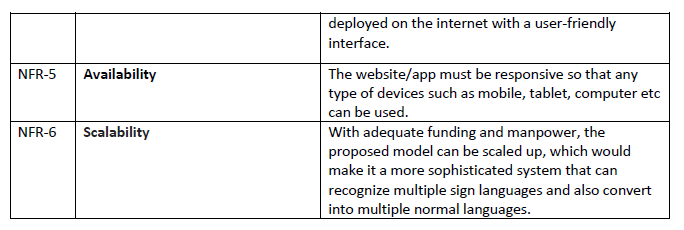 deployed on the internet with a user-friendly
interface.
NFR-5 Availability The website/app must be responsive so that any
type of devices such as mobile, tablet, computer etc
can be used.
NFR-6 Scalability With adequate funding and manpower, the
proposed model can be scaled up, which would
make it a more sophisticated system that can
recognize multiple sign languages and also convert
into multiple normal languages.